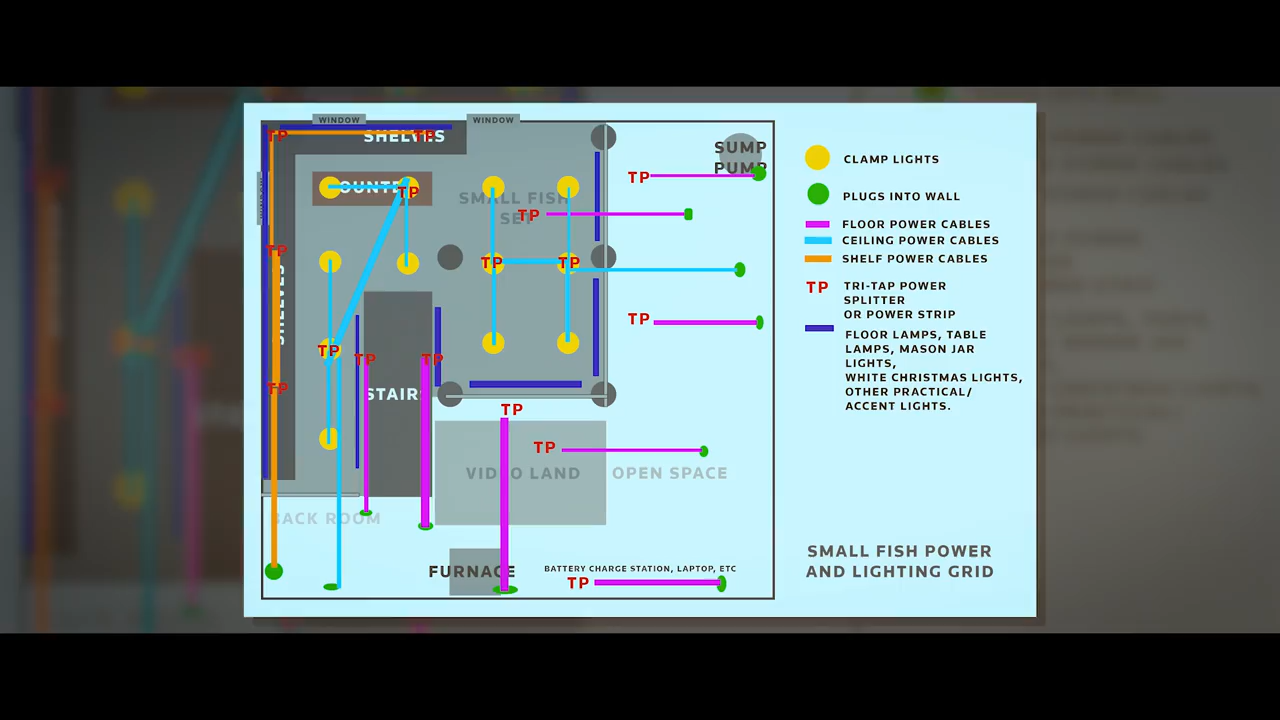 WINDOW
WINDOW
TP
SHELVES
TP
SUMP
PUMP
TP
COUNTER
TP
SMALL FISH
SET
TP
TP
TP
TP
SHELVES
TP
TP
TP
TP
TP
STAIRS
TP
TP
VIDEO LAND
OPEN SPACE
BACK ROOM
FURNACE
BATTERY CHARGE STATION, LAPTOP, ETC
TP
CLAMP LIGHTS
PLUGS INTO WALL
FLOOR POWER CABLES
CEILING POWER CABLES
SHELF POWER CABLES
TP
TRI-TAP POWER
SPLITTER
OR POWER STRIP
FLOOR LAMPS, TABLE
LAMPS, MASON JAR
LIGHTS,
WHITE CHRISTMAS LIGHTS,
OTHER PRACTICAL/
ACCENT LIGHTS.
SMALL FISH POWER
AND LIGHTING GRID